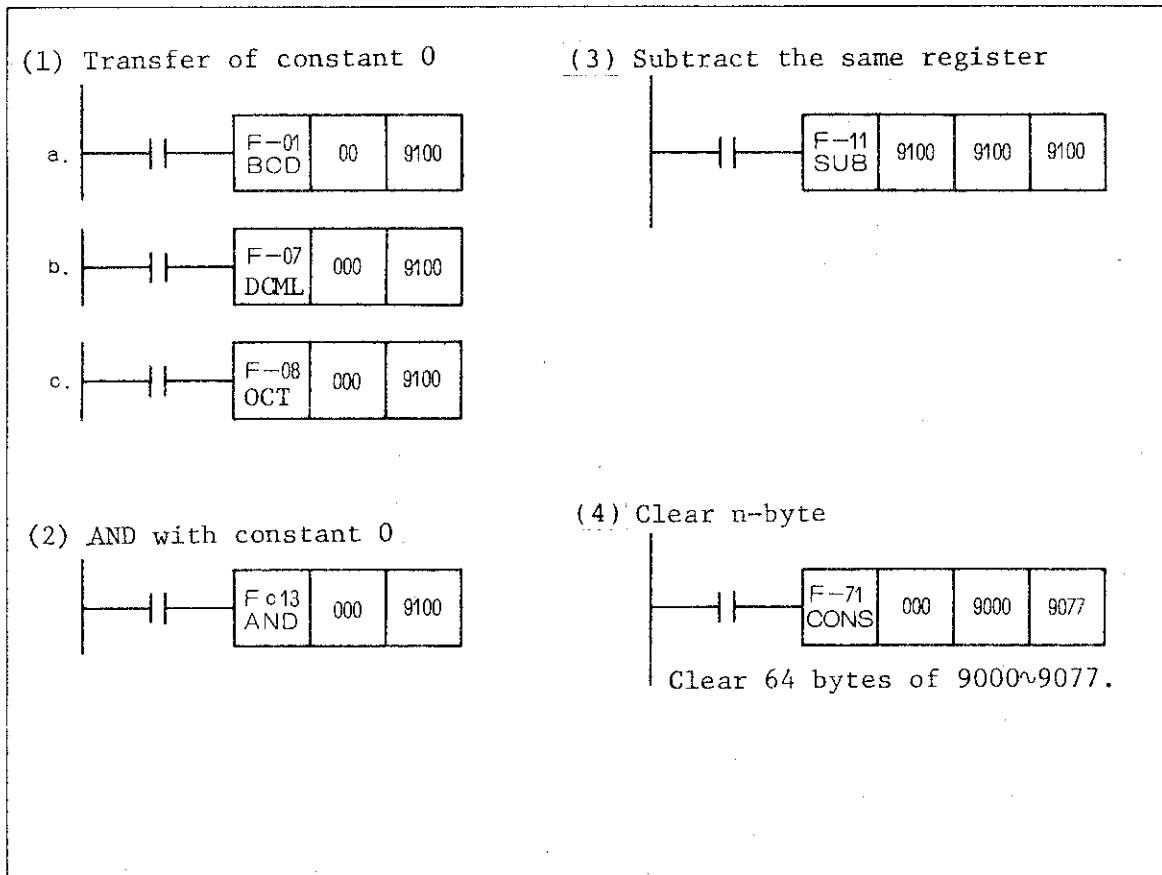 (1) Transfer of constant 0
a.
F-01
BCD
00
9100
b.
F-07
DCML
000
9100
c.
F-08
OCT
000
9100
(2) AND with constant 0
Fc13
AND
000
9100
(3) Subtract the same register
F-11
SUB
9100
9100
9100
(4) Clear n-byte
F-71
CONS
000
9000
9077
Clear 64 bytes of 9000~9077.